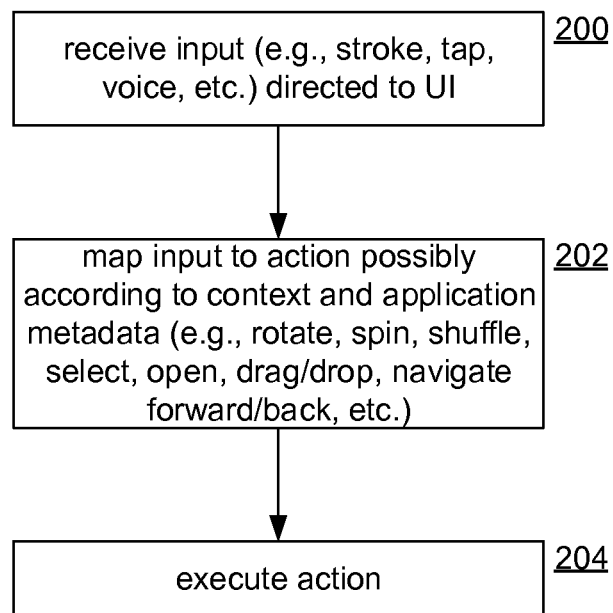 200
receive input (e.g., stroke, tap,
voice, etc.) directed to UI
202
map input to action possibly
according to context and application
metadata (e.g., rotate, spin, shuffle,
select, open, drag/drop, navigate
forward/back, etc.)
204
execute action